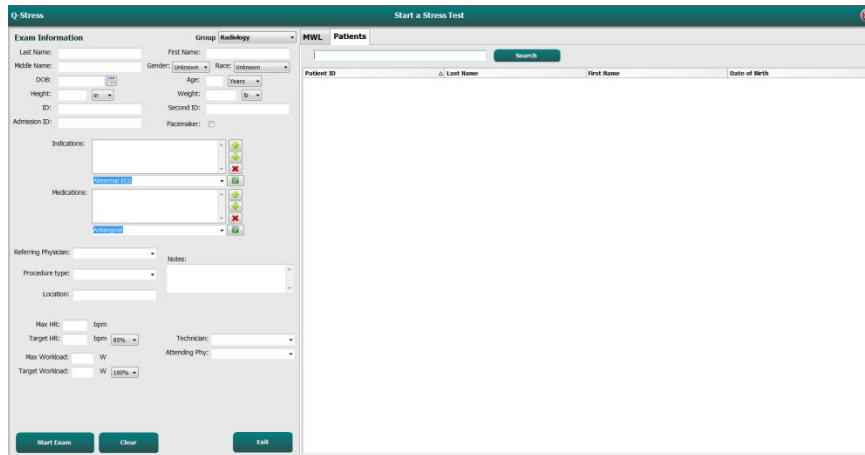 Q-Stress
Start a Stress Test
Exam Information
Group Radiology
Last Name: First Name:
Middle Name: Gender: Unknown Race: Unknown
DOB: Age: Years
Height: in Weight: lb
ID: Second ID:
Admission ID: Pacemaker:
Indications:
Abnormal ECG
Medications:
Antianginal
Referring Physician:
Notes:
Procedure type:
Location:
Max HR: bpm
Target HR: bpm 85% Technician:
Attending Phy:
Max Workload: W
Target Workload: W 100%
Start Exam Clear Exit
MWL Patients
Search
Patient ID Last Name First Name Date of Birth